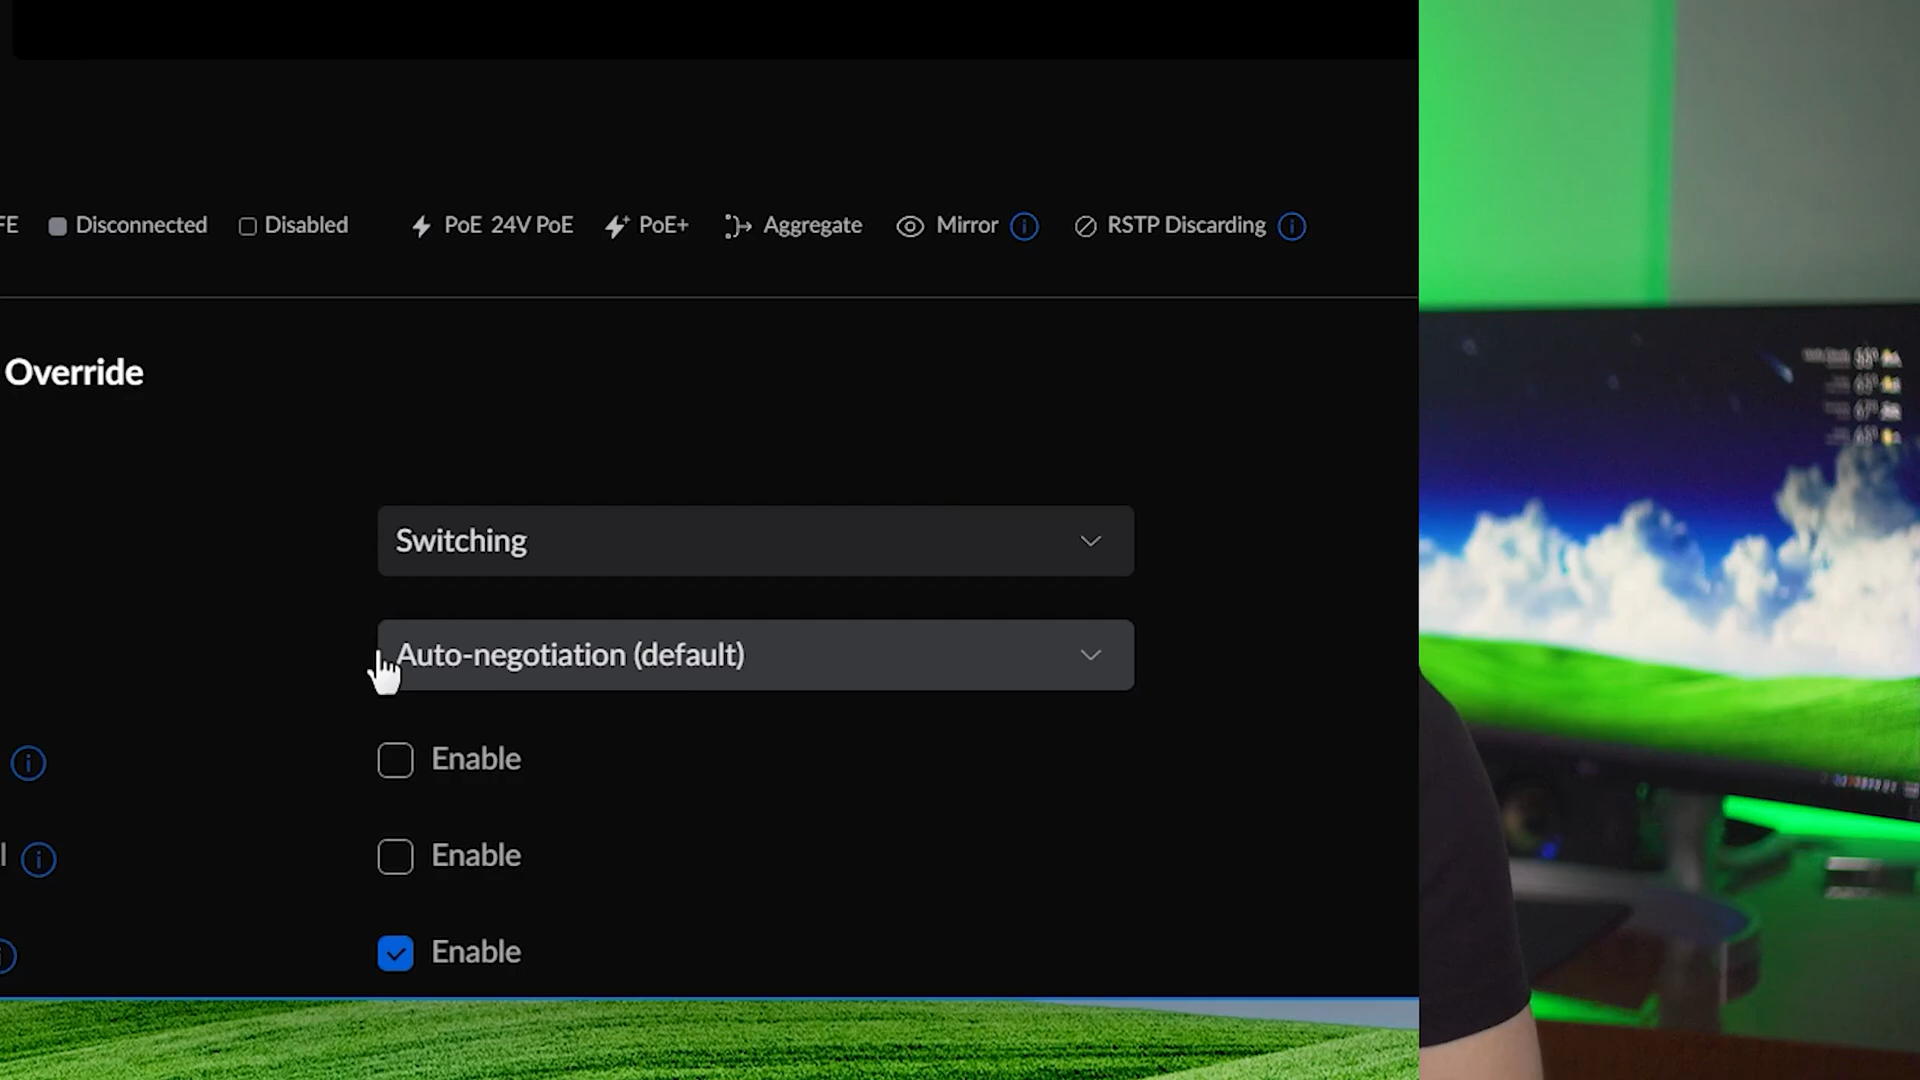 FE Disconnected Disabled PoE 24V PoE PoE+ Aggregate Mirror RSTP Discarding
Override
Switching
Auto-negotiation (default)
Enable
l Enable
Enable